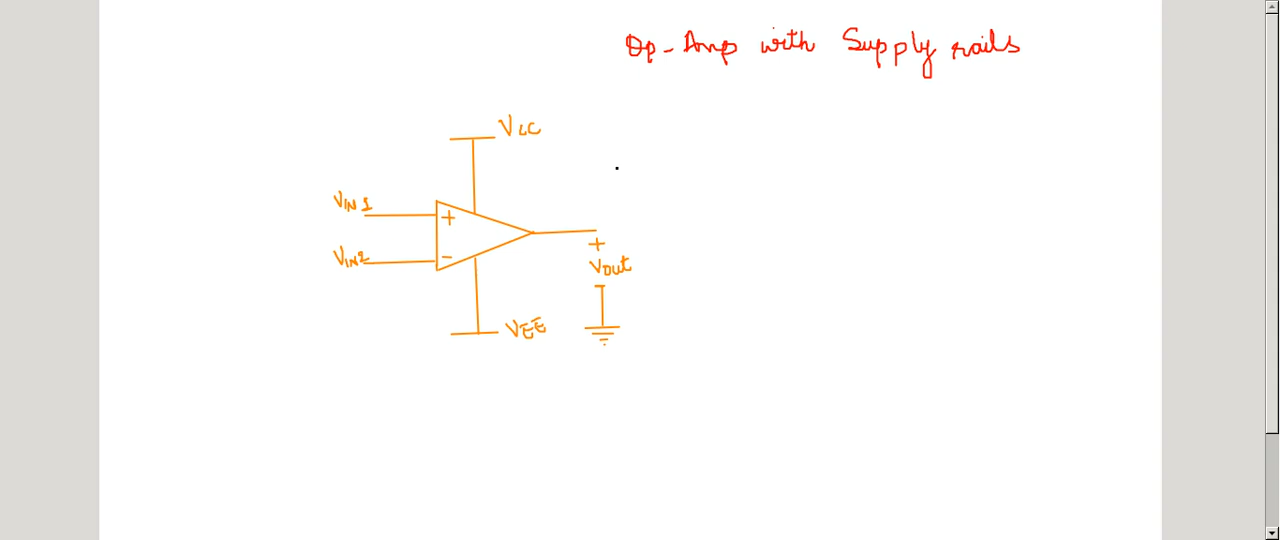 Op-Amp with Supply rails
VCC
VIN1
+
VIN2
-
+
VOut
VEE